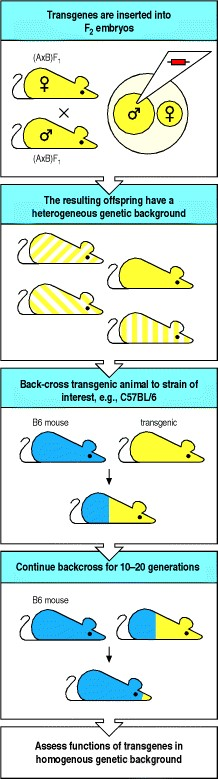 Transgenes are inserted into
F2 embryos
(AxB)F1
♀
×
♂
(AxB)F1
♂ ♀
The resulting offspring have a
heterogeneous genetic background
Back-cross transgenic animal to strain of
interest, e.g., C57BL/6
B6 mouse transgenic
Continue backcross for 10–20 generations
B6 mouse
Assess functions of transgenes in
homogenous genetic background